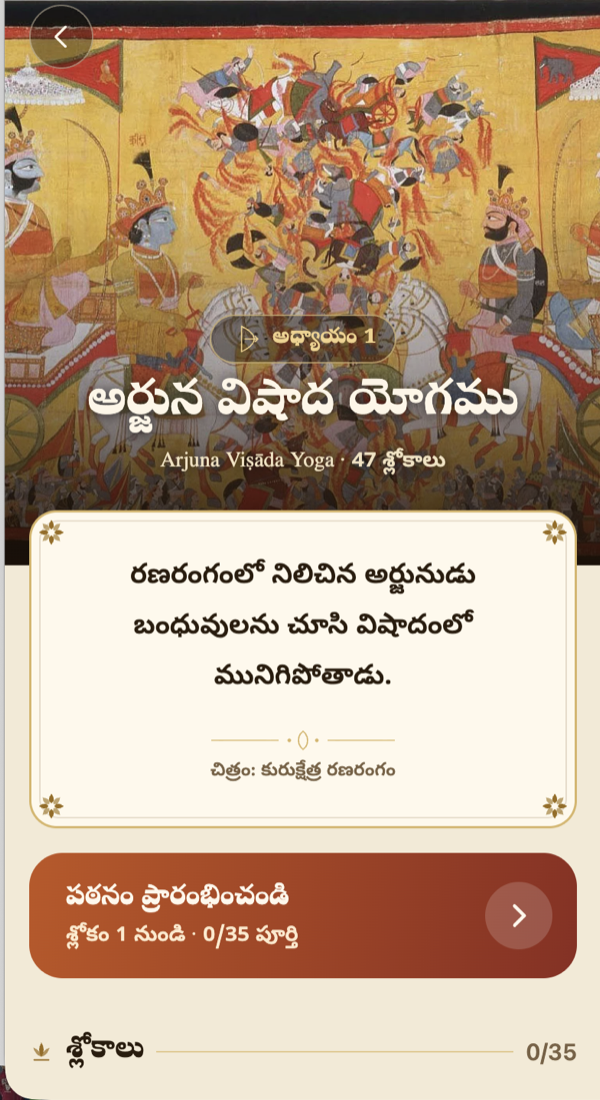 అధ్యాయం 1
అర్జున విషాద యోగము
Arjuna Viṣāda Yoga · 47 శ్లోకాలు
రణరంగంలో నిలిచిన అర్జునుడు
బంధువులను చూసి విషాదంలో
మునిగిపోతాడు.
చిత్రం: కురుక్షేత్ర రణరంగం
పఠనం ప్రారంభించండి
శ్లోకం 1 నుండి · 0/35 పూర్తి
శ్లోకాలు 0/35